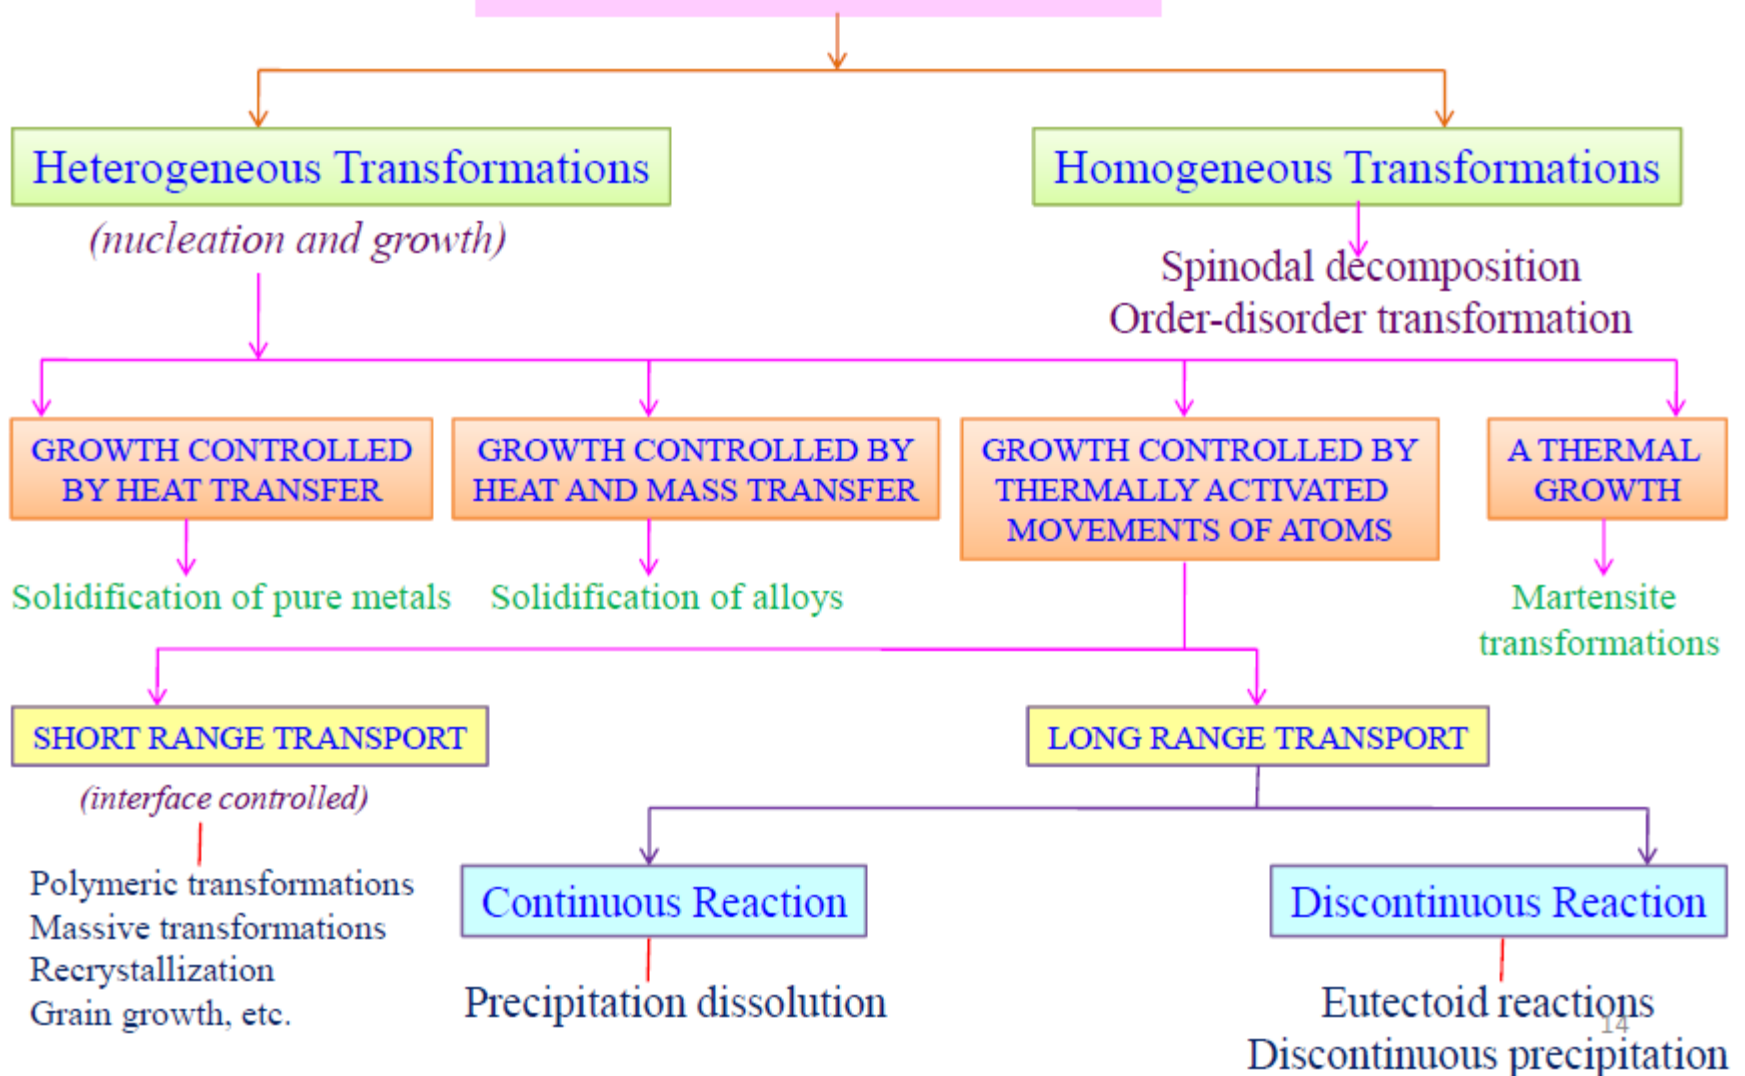 Heterogeneous Transformations
Homogeneous Transformations
(nucleation and growth)
Spinodal decomposition
Order-disorder transformation
GROWTH CONTROLLED
BY HEAT TRANSFER
GROWTH CONTROLLED BY
HEAT AND MASS TRANSFER
GROWTH CONTROLLED BY
THERMALLY ACTIVATED
MOVEMENTS OF ATOMS
A THERMAL
GROWTH
Solidification of pure metals
Solidification of alloys
Martensite
transformations
SHORT RANGE TRANSPORT
LONG RANGE TRANSPORT
(interface controlled)
Polymeric transformations
Massive transformations
Recrystallization
Grain growth, etc.
Continuous Reaction
Discontinuous Reaction
Precipitation dissolution
Eutectoid reactions
14
Discontinuous precipitation